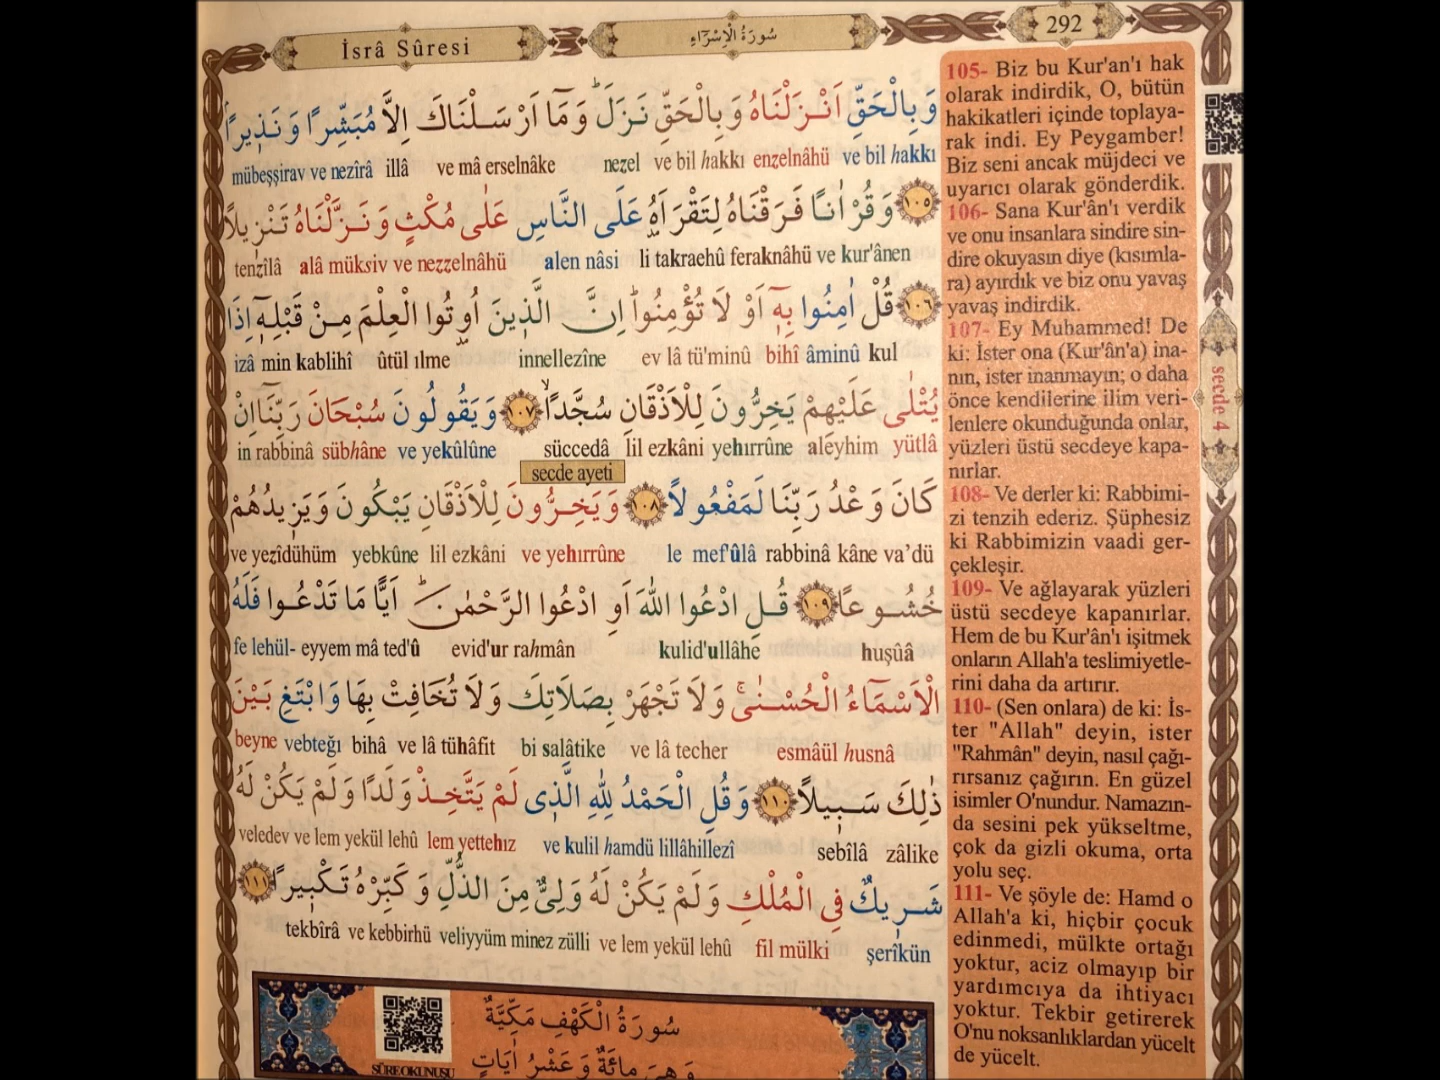 İsrâ Sûresi
سُورَةُ الْاِسْرَٓاءِ
292
وَبِالْحَقِّ اَنْزَلْنَاهُ وَبِالْحَقِّ نَزَلَۜ وَمَٓا اَرْسَلْنَاكَ اِلَّا مُبَشِّرًا وَنَذ۪يرًاۢ
mübeşşirav ve nezîrâ illâ ve mâ erselnâke nezel ve bil hakkı enzelnâhü ve bil hakkı
﴿١٠٥﴾ وَقُرْاٰنًا فَرَقْنَاهُ لِتَقْرَاَهُ۫ عَلَى النَّاسِ عَلٰى مُكْثٍ وَنَزَّلْنَاهُ تَنْز۪يلًا
tenzîlâ alâ müksiv ve nezzelnâhü alen nâsi li takraehû feraknâhü ve kur'ânen
﴿١٠٦﴾ قُلْ اٰمِنُوا بِه۪ٓ اَوْ لَا تُؤْمِنُواۜ اِنَّ الَّذ۪ينَ اُو۫تُوا الْعِلْمَ مِنْ قَبْلِه۪ٓ اِذَا
izâ min kablihî ûtül ılme innellezîne ev lâ tü'minû bihî âminû kul
يُتْلٰى عَلَيْهِمْ يَخِرُّونَ لِلْاَذْقَانِ سُجَّدًاۙ ﴿١٠٧﴾ وَيَقُولُونَ سُبْحَانَ رَبِّنَٓا اِنْ
in rabbinâ sübhâne ve yekûlûne süccedâ lil ezkâni yehırrûne aleyhim yütlâ
secde ayeti
كَانَ وَعْدُ رَبِّنَا لَمَفْعُولًا ﴿١٠٨﴾ وَيَخِرُّونَ لِلْاَذْقَانِ يَبْكُونَ وَيَز۪يدُهُمْ
ve yezîdühüm yebkûne lil ezkâni ve yehırrûne le mef'ûlâ rabbinâ kâne va'dü
خُشُوعًا ﴿١٠٩﴾ قُلِ ادْعُوا اللّٰهَ اَوِ ادْعُوا الرَّحْمٰنَۜ اَيًّا مَا تَدْعُوا فَلَهُ
fe lehül- eyyem mâ ted'û evid'ur rahmân kulid'ullâhe huşûâ
الْاَسْمَٓاءُ الْحُسْنٰىۚ وَلَا تَجْهَرْ بِصَلَاتِكَ وَلَا تُخَافِتْ بِهَا وَابْتَغِ بَيْنَ
beyne vebteğı bihâ ve lâ tühâfit bi salâtike ve lâ techer esmâül husnâ
ذٰلِكَ سَب۪يلًا ﴿١١٠﴾ وَقُلِ الْحَمْدُ لِلّٰهِ الَّذ۪ى لَمْ يَتَّخِذْ وَلَدًا وَلَمْ يَكُنْ لَهُ
veledev ve lem yekül lehû lem yettehız ve kulil hamdü lillâhillezî sebîlâ zâlike
شَر۪يكٌ فِي الْمُلْكِ وَلَمْ يَكُنْ لَهُ وَلِيٌّ مِنَ الذُّلِّ وَكَبِّرْهُ تَكْب۪يرًا ﴿١١١﴾
tekbîrâ ve kebbirhü veliyyüm minez zülli ve lem yekül lehû fil mülki şerîkün
سُورَةُ الْكَهْفِ مَكِّيَّةٌ
وَهِىَ مِائَةٌ وَعَشْرُ اٰيَاتٍ
SÛRE OKUNUŞU
105- Biz bu Kur'an'ı hak
olarak indirdik, O, bütün
hakikatleri içinde toplaya-
rak indi. Ey Peygamber!
Biz seni ancak müjdeci ve
uyarıcı olarak gönderdik.
106- Sana Kur'ân'ı verdik
ve onu insanlara sindire sin-
dire okuyasın diye (kısımla-
ra) ayırdık ve biz onu yavaş
yavaş indirdik.
107- Ey Muhammed! De
ki: İster ona (Kur'ân'a) ina-
nın, ister inanmayın; o daha
önce kendilerine ilim veri-
lenlere okunduğunda onlar,
yüzleri üstü secdeye kapa-
nırlar.
108- Ve derler ki: Rabbimi-
zi tenzih ederiz. Şüphesiz
ki Rabbimizin vaadi ger-
çekleşir.
109- Ve ağlayarak yüzleri
üstü secdeye kapanırlar.
Hem de bu Kur'ân'ı işitmek
onların Allah'a teslimiyetle-
rini daha da artırır.
110- (Sen onlara) de ki: İs-
ter "Allah" deyin, ister
"Rahmân" deyin, nasıl çağı-
rırsanız çağırın. En güzel
isimler O'nundur. Namazın-
da sesini pek yükseltme,
çok da gizli okuma, orta
yolu seç.
111- Ve şöyle de: Hamd o
Allah'a ki, hiçbir çocuk
edinmedi, mülkte ortağı
yoktur, aciz olmayıp bir
yardımcıya da ihtiyacı
yoktur. Tekbir getirerek
O'nu noksanlıklardan yücelt
de yücelt.
secde 4